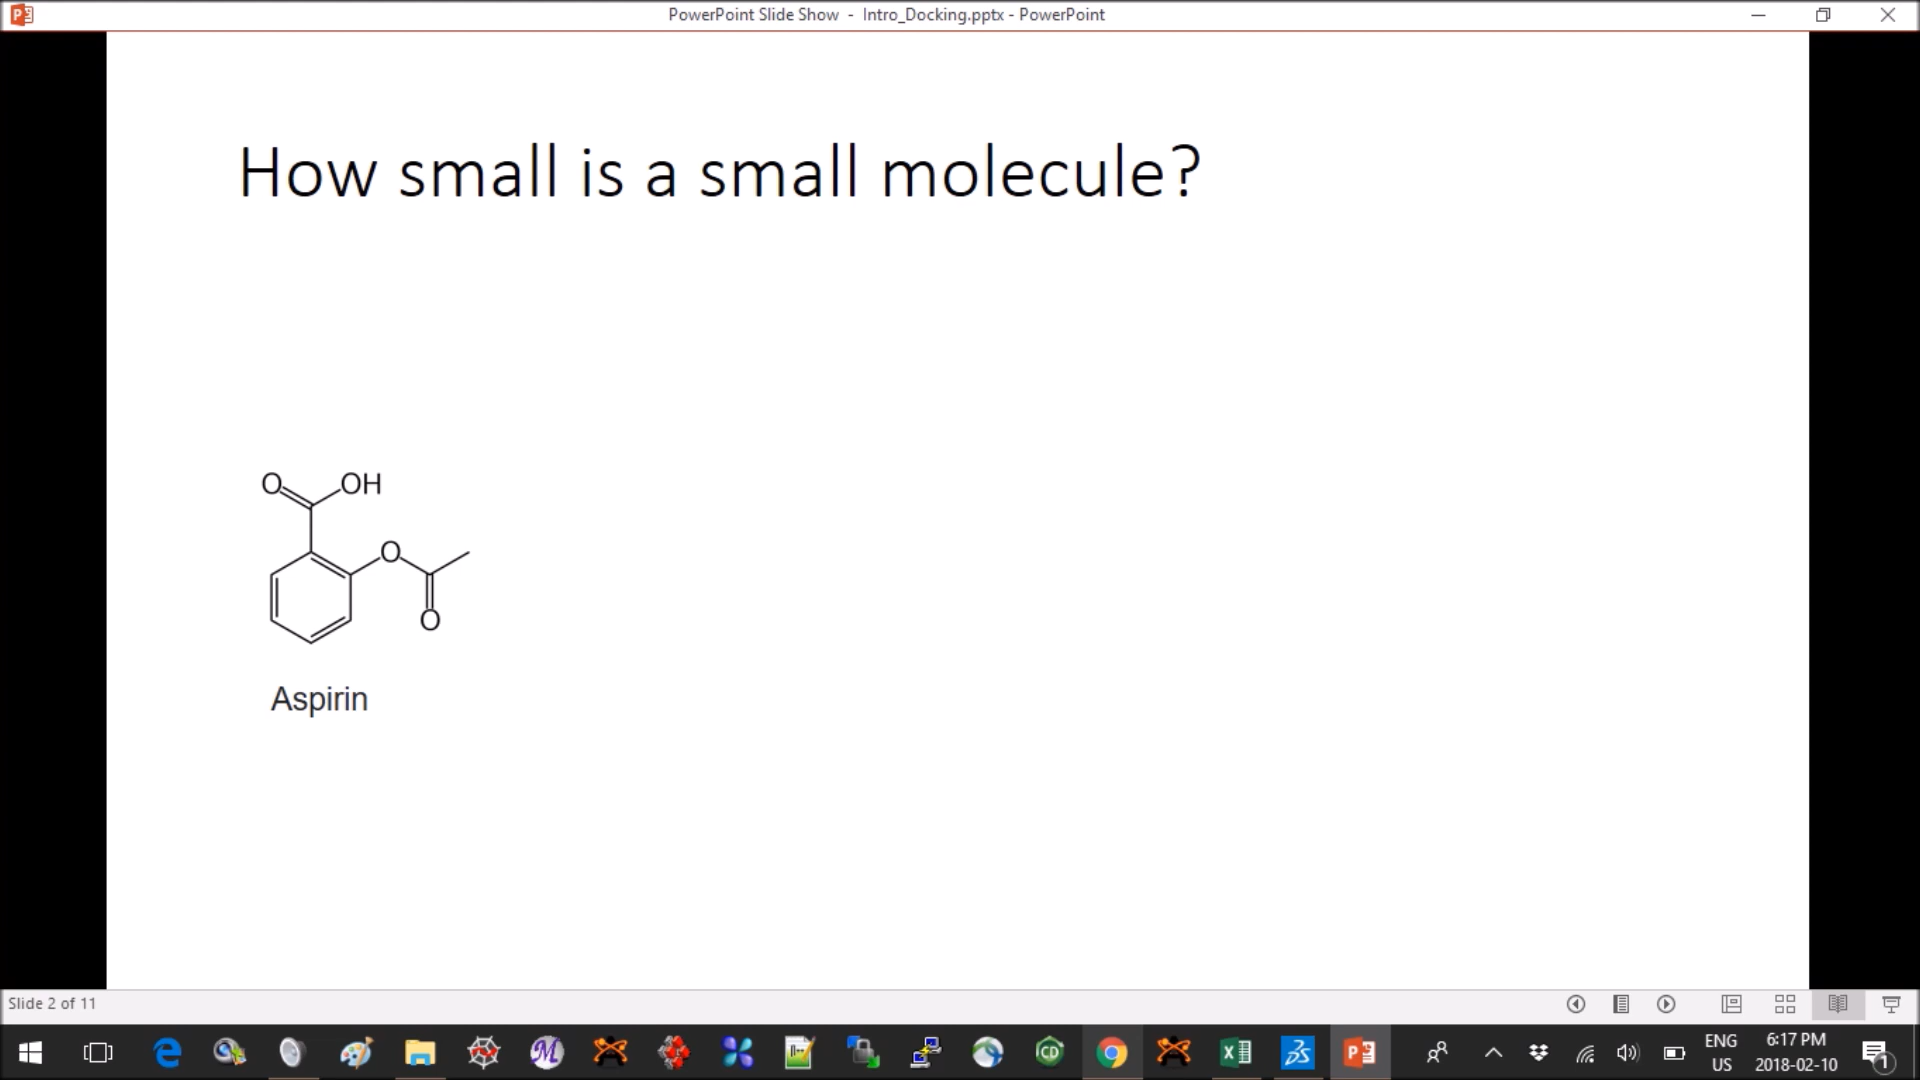 PowerPoint Slide Show - Intro_Docking.pptx - PowerPoint
How small is a small molecule?
O
OH
O
O
Aspirin
Slide 2 of 11
ENG
US
6:17 PM
2018-02-10
1